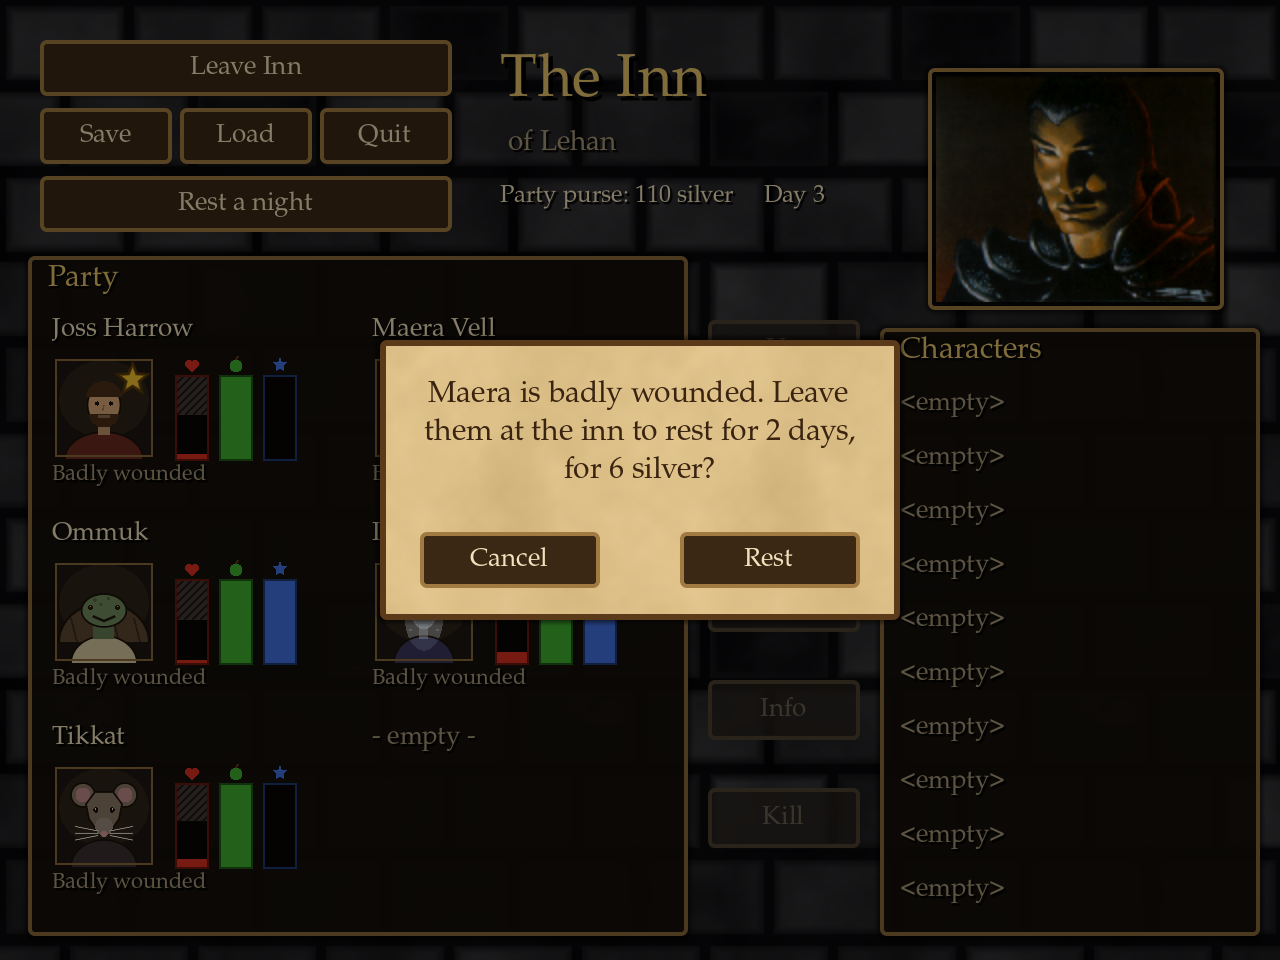 Leave Inn
Save
Load
Quit
Rest a night
The Inn
of Lehan
Party purse: 110 silver
Day 3
Party
Joss Harrow
Badly wounded
Maera Vell
Maera is badly wounded. Leave
them at the inn to rest for 2 days,
for 6 silver?
Cancel
Rest
Ommuk
Badly wounded
Badly wounded
Tikkat
Badly wounded
- empty -
Info
Kill
Characters
<empty>
<empty>
<empty>
<empty>
<empty>
<empty>
<empty>
<empty>
<empty>
<empty>